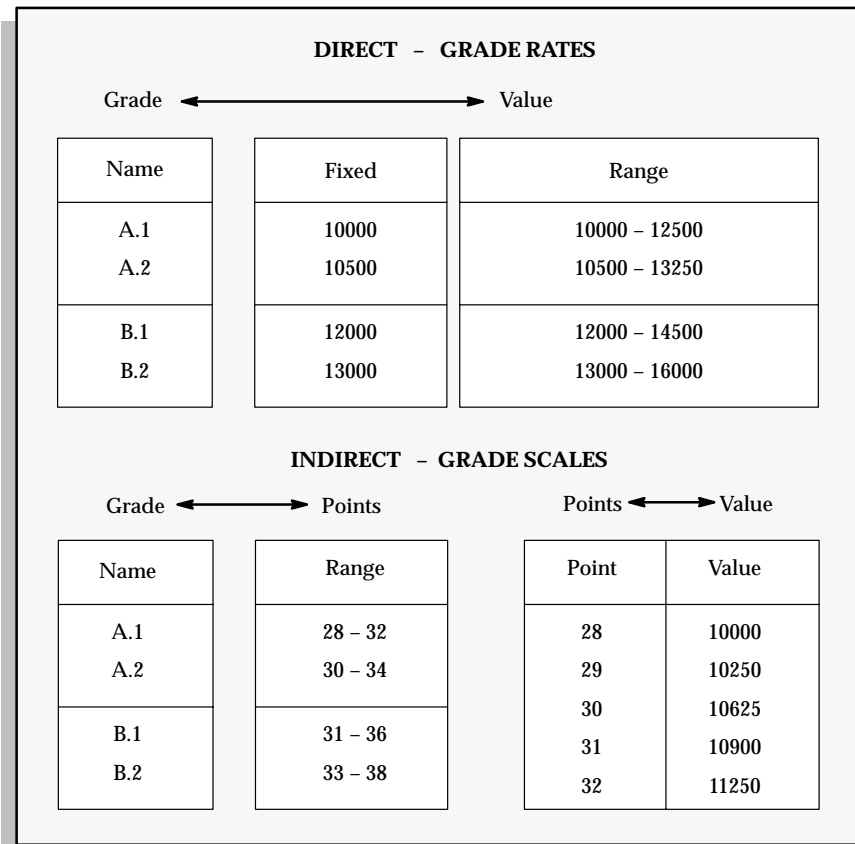 DIRECT – GRADE RATES
Grade Value
Name Fixed Range
A.1 10000 10000 – 12500
A.2 10500 10500 – 13250
B.1 12000 12000 – 14500
B.2 13000 13000 – 16000
INDIRECT – GRADE SCALES
Grade Points Points Value
Name Range Point Value
A.1 28 – 32 28 10000
A.2 30 – 34 29 10250
30 10625
B.1 31 – 36 31 10900
B.2 33 – 38 32 11250